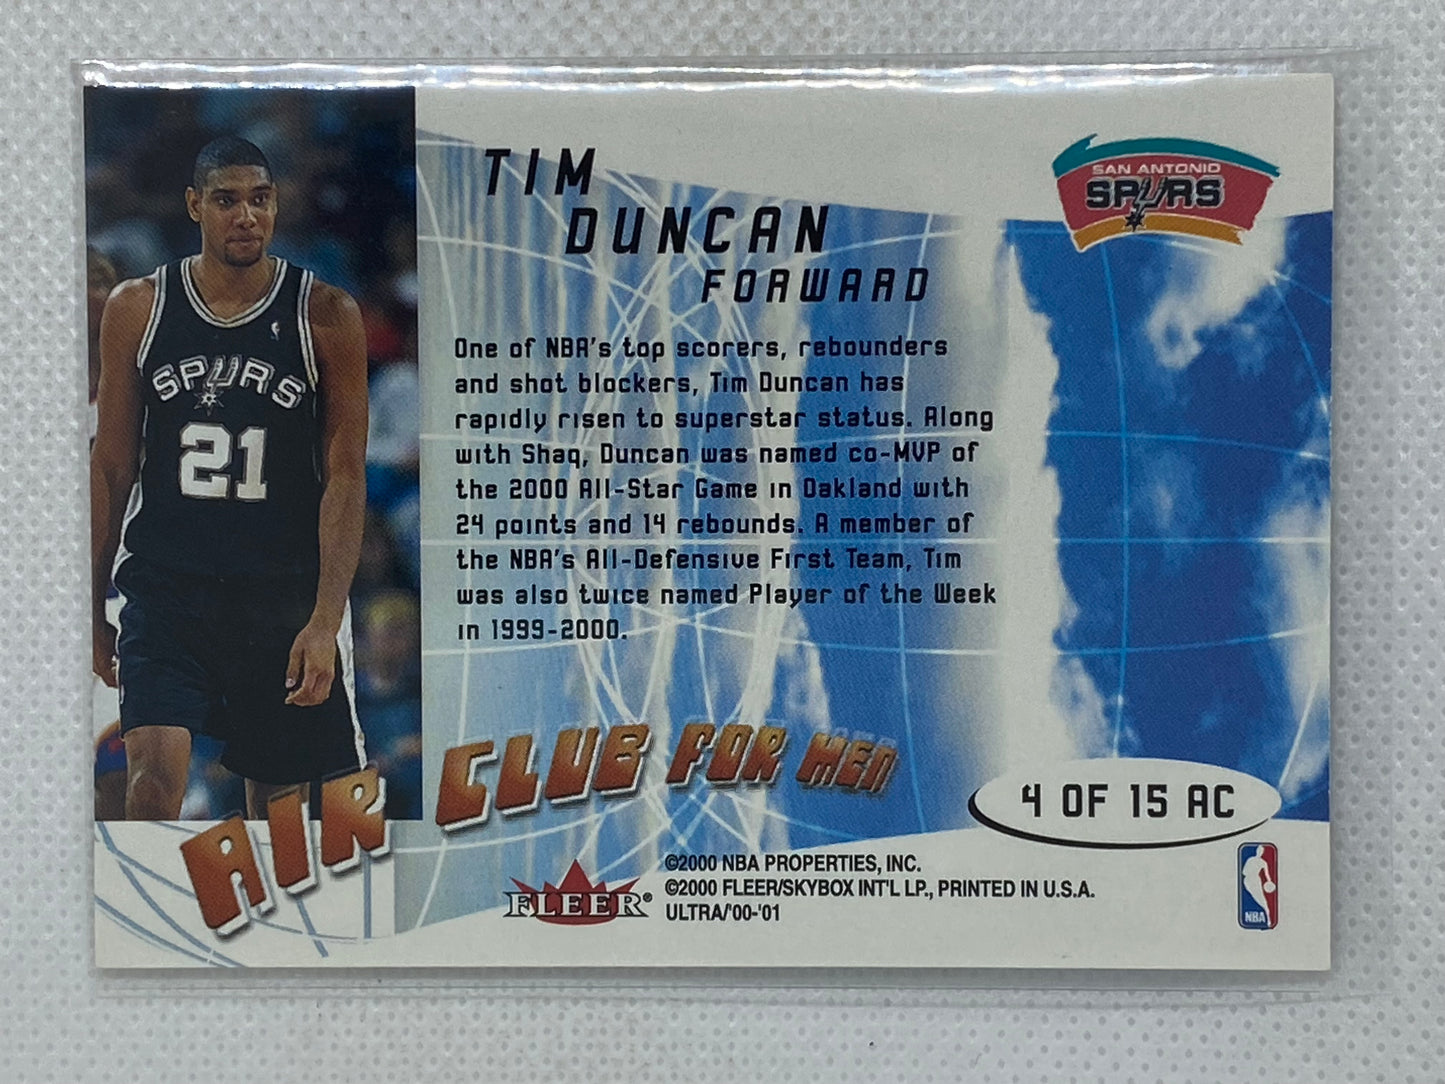 TIM
DUNCAN
FORWARD
SAN ANTONIO
SPURS
One of NBA's top scorers, rebounders
and shot blockers, Tim Duncan has
rapidly risen to superstar status. Along
with Shaq, Duncan was named co-MVP of
the 2000 All-Star Game in Oakland with
24 points and 14 rebounds. A member of
the NBA's All-Defensive First Team, Tim
was also twice named Player of the Week
in 1999-2000.
SPURS
21
AIR CLUB FOR MEN
4 OF 15 AC
FLEER®
©2000 NBA PROPERTIES, INC.
©2000 FLEER/SKYBOX INT'L LP., PRINTED IN U.S.A.
ULTRA/'00-'01
NBA